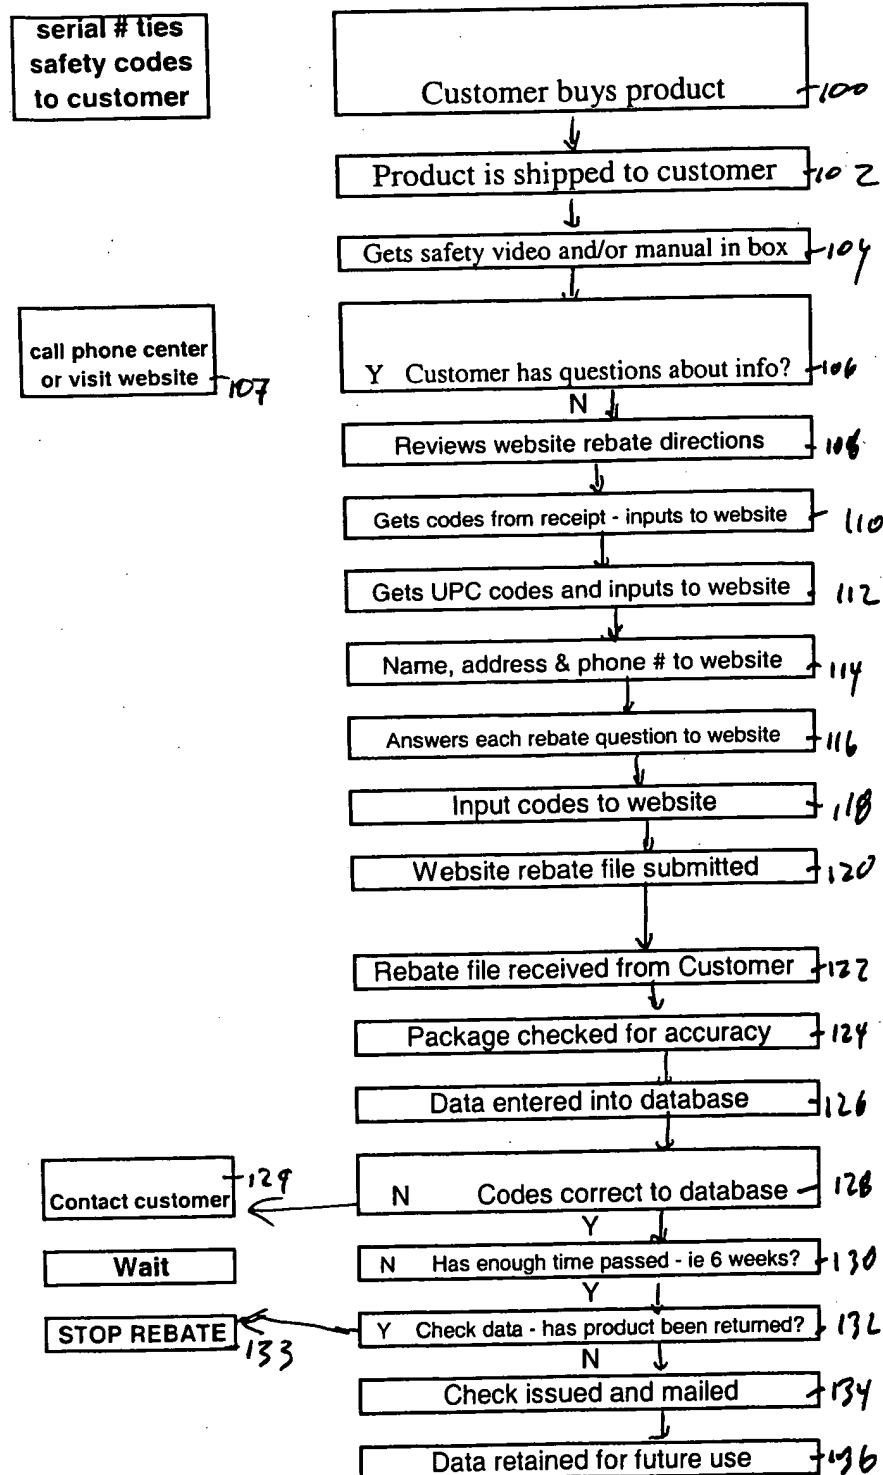 serial # ties
safety codes
to customer
Customer buys product
100
Product is shipped to customer
102
Gets safety video and/or manual in box
104
call phone center
or visit website
107
Y Customer has questions about info?
106
N
Reviews website rebate directions
108
Gets codes from receipt - inputs to website
110
Gets UPC codes and inputs to website
112
Name, address & phone # to website
114
Answers each rebate question to website
116
Input codes to website
118
Website rebate file submitted
120
Rebate file received from Customer
122
Package checked for accuracy
124
Data entered into database
126
Contact customer
129
N Codes correct to database
128
Y
Wait
N Has enough time passed - ie 6 weeks?
130
Y
STOP REBATE
133
Y Check data - has product been returned?
132
N
Check issued and mailed
134
Data retained for future use
136